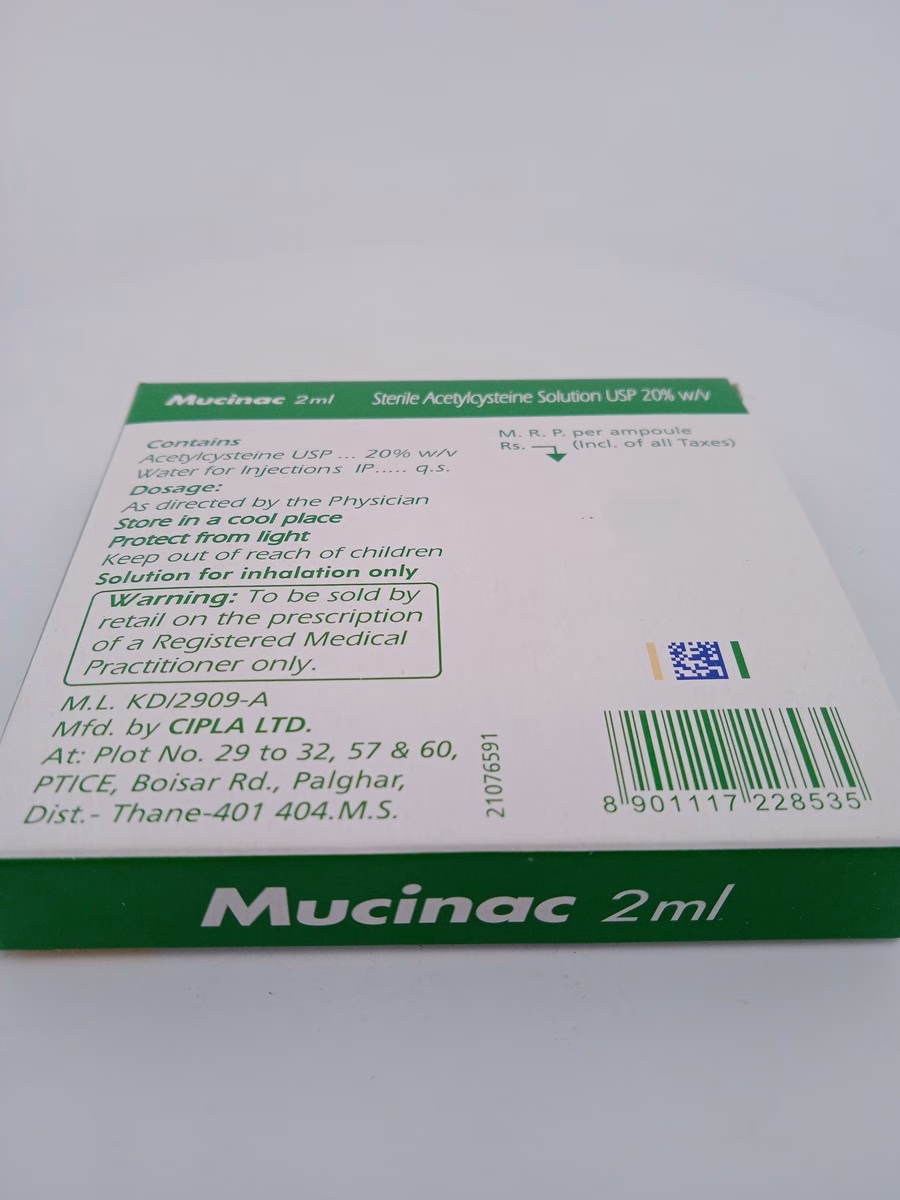 Mucinac 2ml Sterile Acetylcysteine Solution USP 20% w/v
Contains
Acetylcysteine USP ... 20% w/v
Water for Injections IP..... q.s.
Dosage:
As directed by the Physician
Store in a cool place
Protect from light
Keep out of reach of children
Solution for inhalation only
Warning: To be sold by
retail on the prescription
of a Registered Medical
Practitioner only.
M.L. KD/2909-A
Mfd. by CIPLA LTD.
At: Plot No. 29 to 32, 57 & 60,
PTICE, Boisar Rd., Palghar,
Dist.- Thane-401 404.M.S.
21076591
M. R. P. per ampoule
Rs. (Incl. of all Taxes)
8 901117 228535
Mucinac 2ml